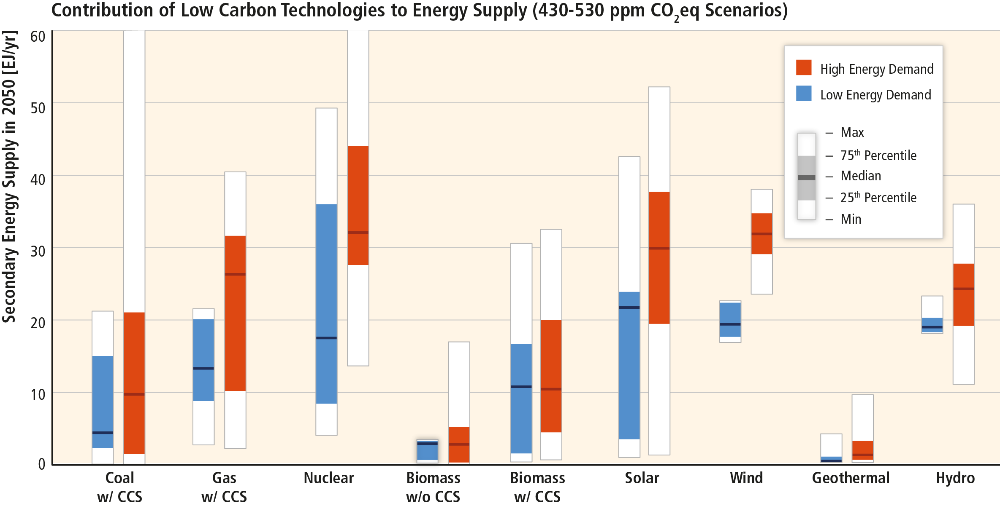 Contribution of Low Carbon Technologies to Energy Supply (430-530 ppm CO₂eq Scenarios)
Secondary Energy Supply in 2050 [EJ/yr]
60
50
40
30
20
10
0
High Energy Demand
Low Energy Demand
– Max
– 75th Percentile
– Median
– 25th Percentile
– Min
Coal
w/ CCS
Gas
w/ CCS
Nuclear
Biomass
w/o CCS
Biomass
w/ CCS
Solar
Wind
Geothermal
Hydro